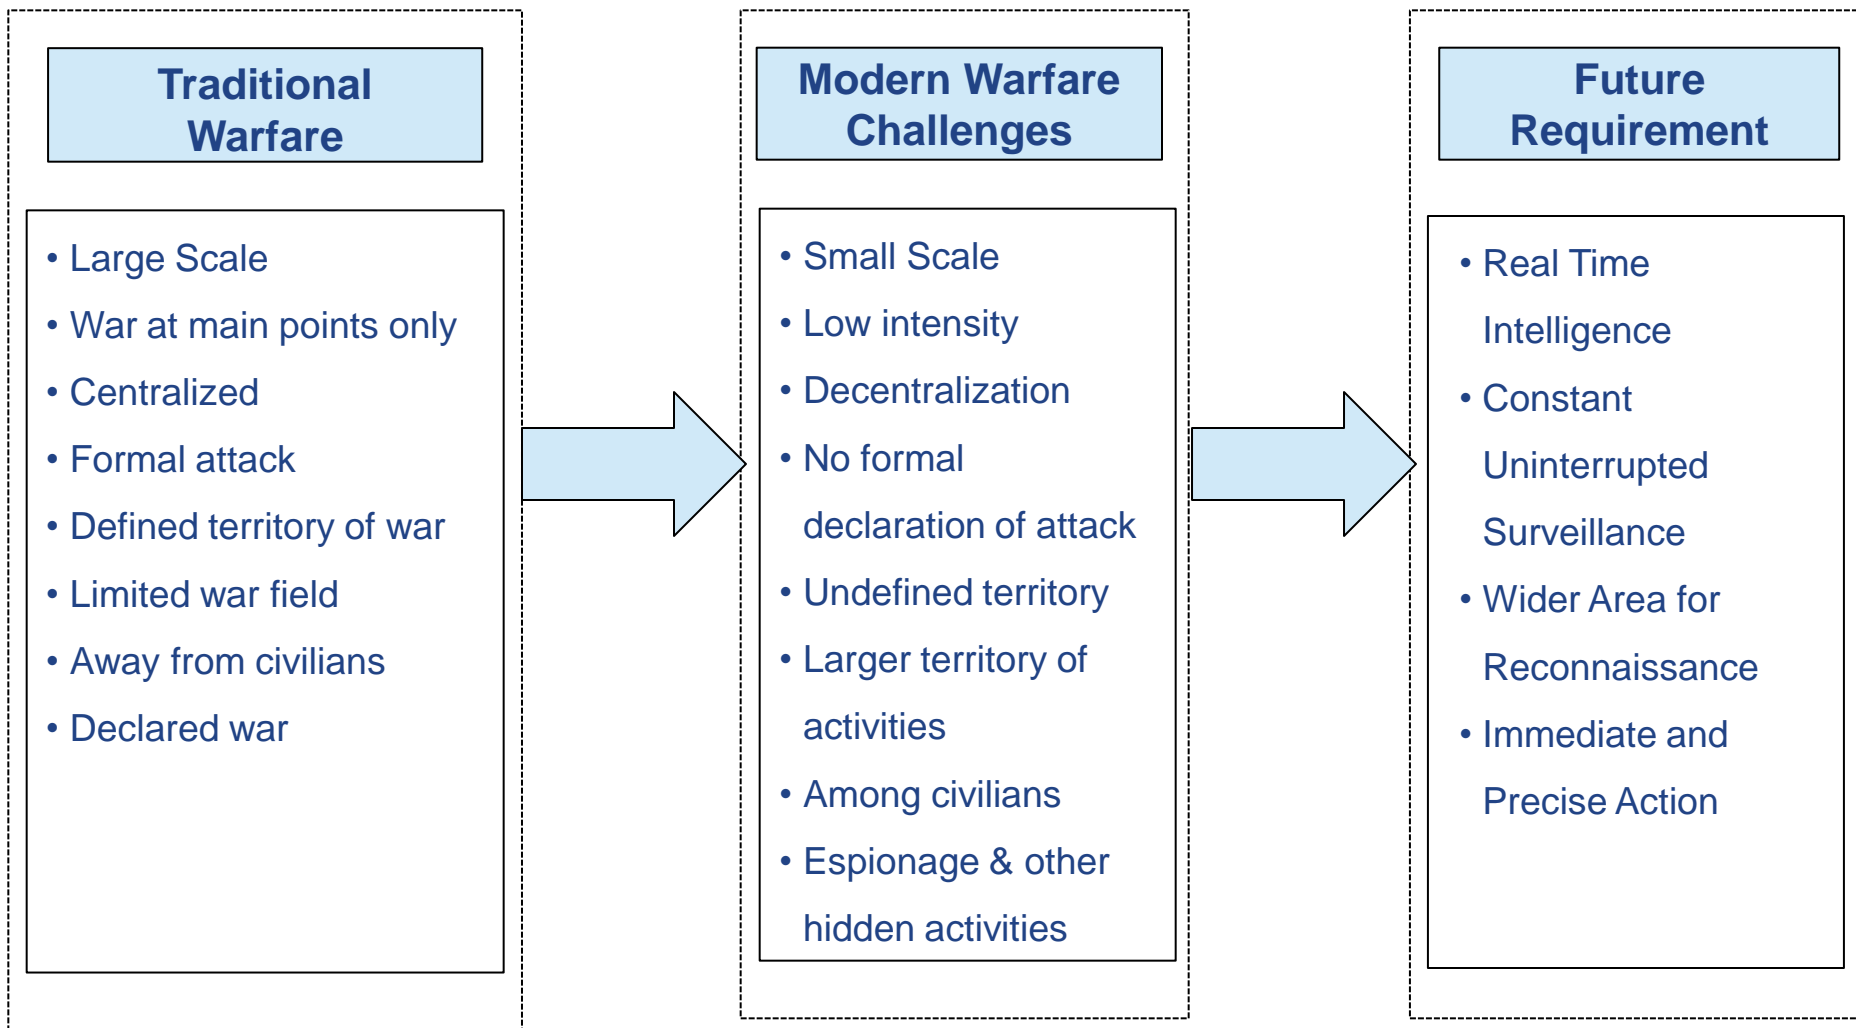 Traditional
Warfare
• Large Scale
• War at main points only
• Centralized
• Formal attack
• Defined territory of war
• Limited war field
• Away from civilians
• Declared war
Modern Warfare
Challenges
• Small Scale
• Low intensity
• Decentralization
• No formal
declaration of attack
• Undefined territory
• Larger territory of
activities
• Among civilians
• Espionage & other
hidden activities
Future
Requirement
• Real Time
Intelligence
• Constant
Uninterrupted
Surveillance
• Wider Area for
Reconnaissance
• Immediate and
Precise Action